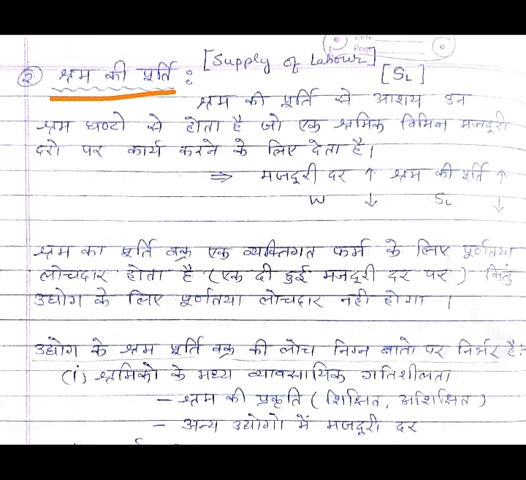 ② श्रम की पूर्ति : [Supply of Labour] [SL]
श्रम की पूर्ति से आशय उन
श्रम घण्टो से होता है जो एक श्रमिक विभिन्न मजदूरी
दरो पर कार्य करने के लिए देता है।
⇒ मजदूरी दर ↑ श्रम की पूर्ति ↑
W ↓ SL ↓
श्रम का पूर्ति वक्र एक व्यक्तिगत फर्म के लिए पूर्णतया
लोचदार होता है (एक दी हुई मजदूरी दर पर) किंतु
उद्योग के लिए पूर्णतया लोचदार नही होगा ।
उद्योग के श्रम पूर्ति वक्र की लोच निम्न बातो पर निर्भर है:-
(i) श्रमिको के मध्य व्यावसायिक गतिशीलता
– श्रम की प्रकृति (शिक्षित, अशिक्षित)
– अन्य उद्योगो में मजदूरी दर